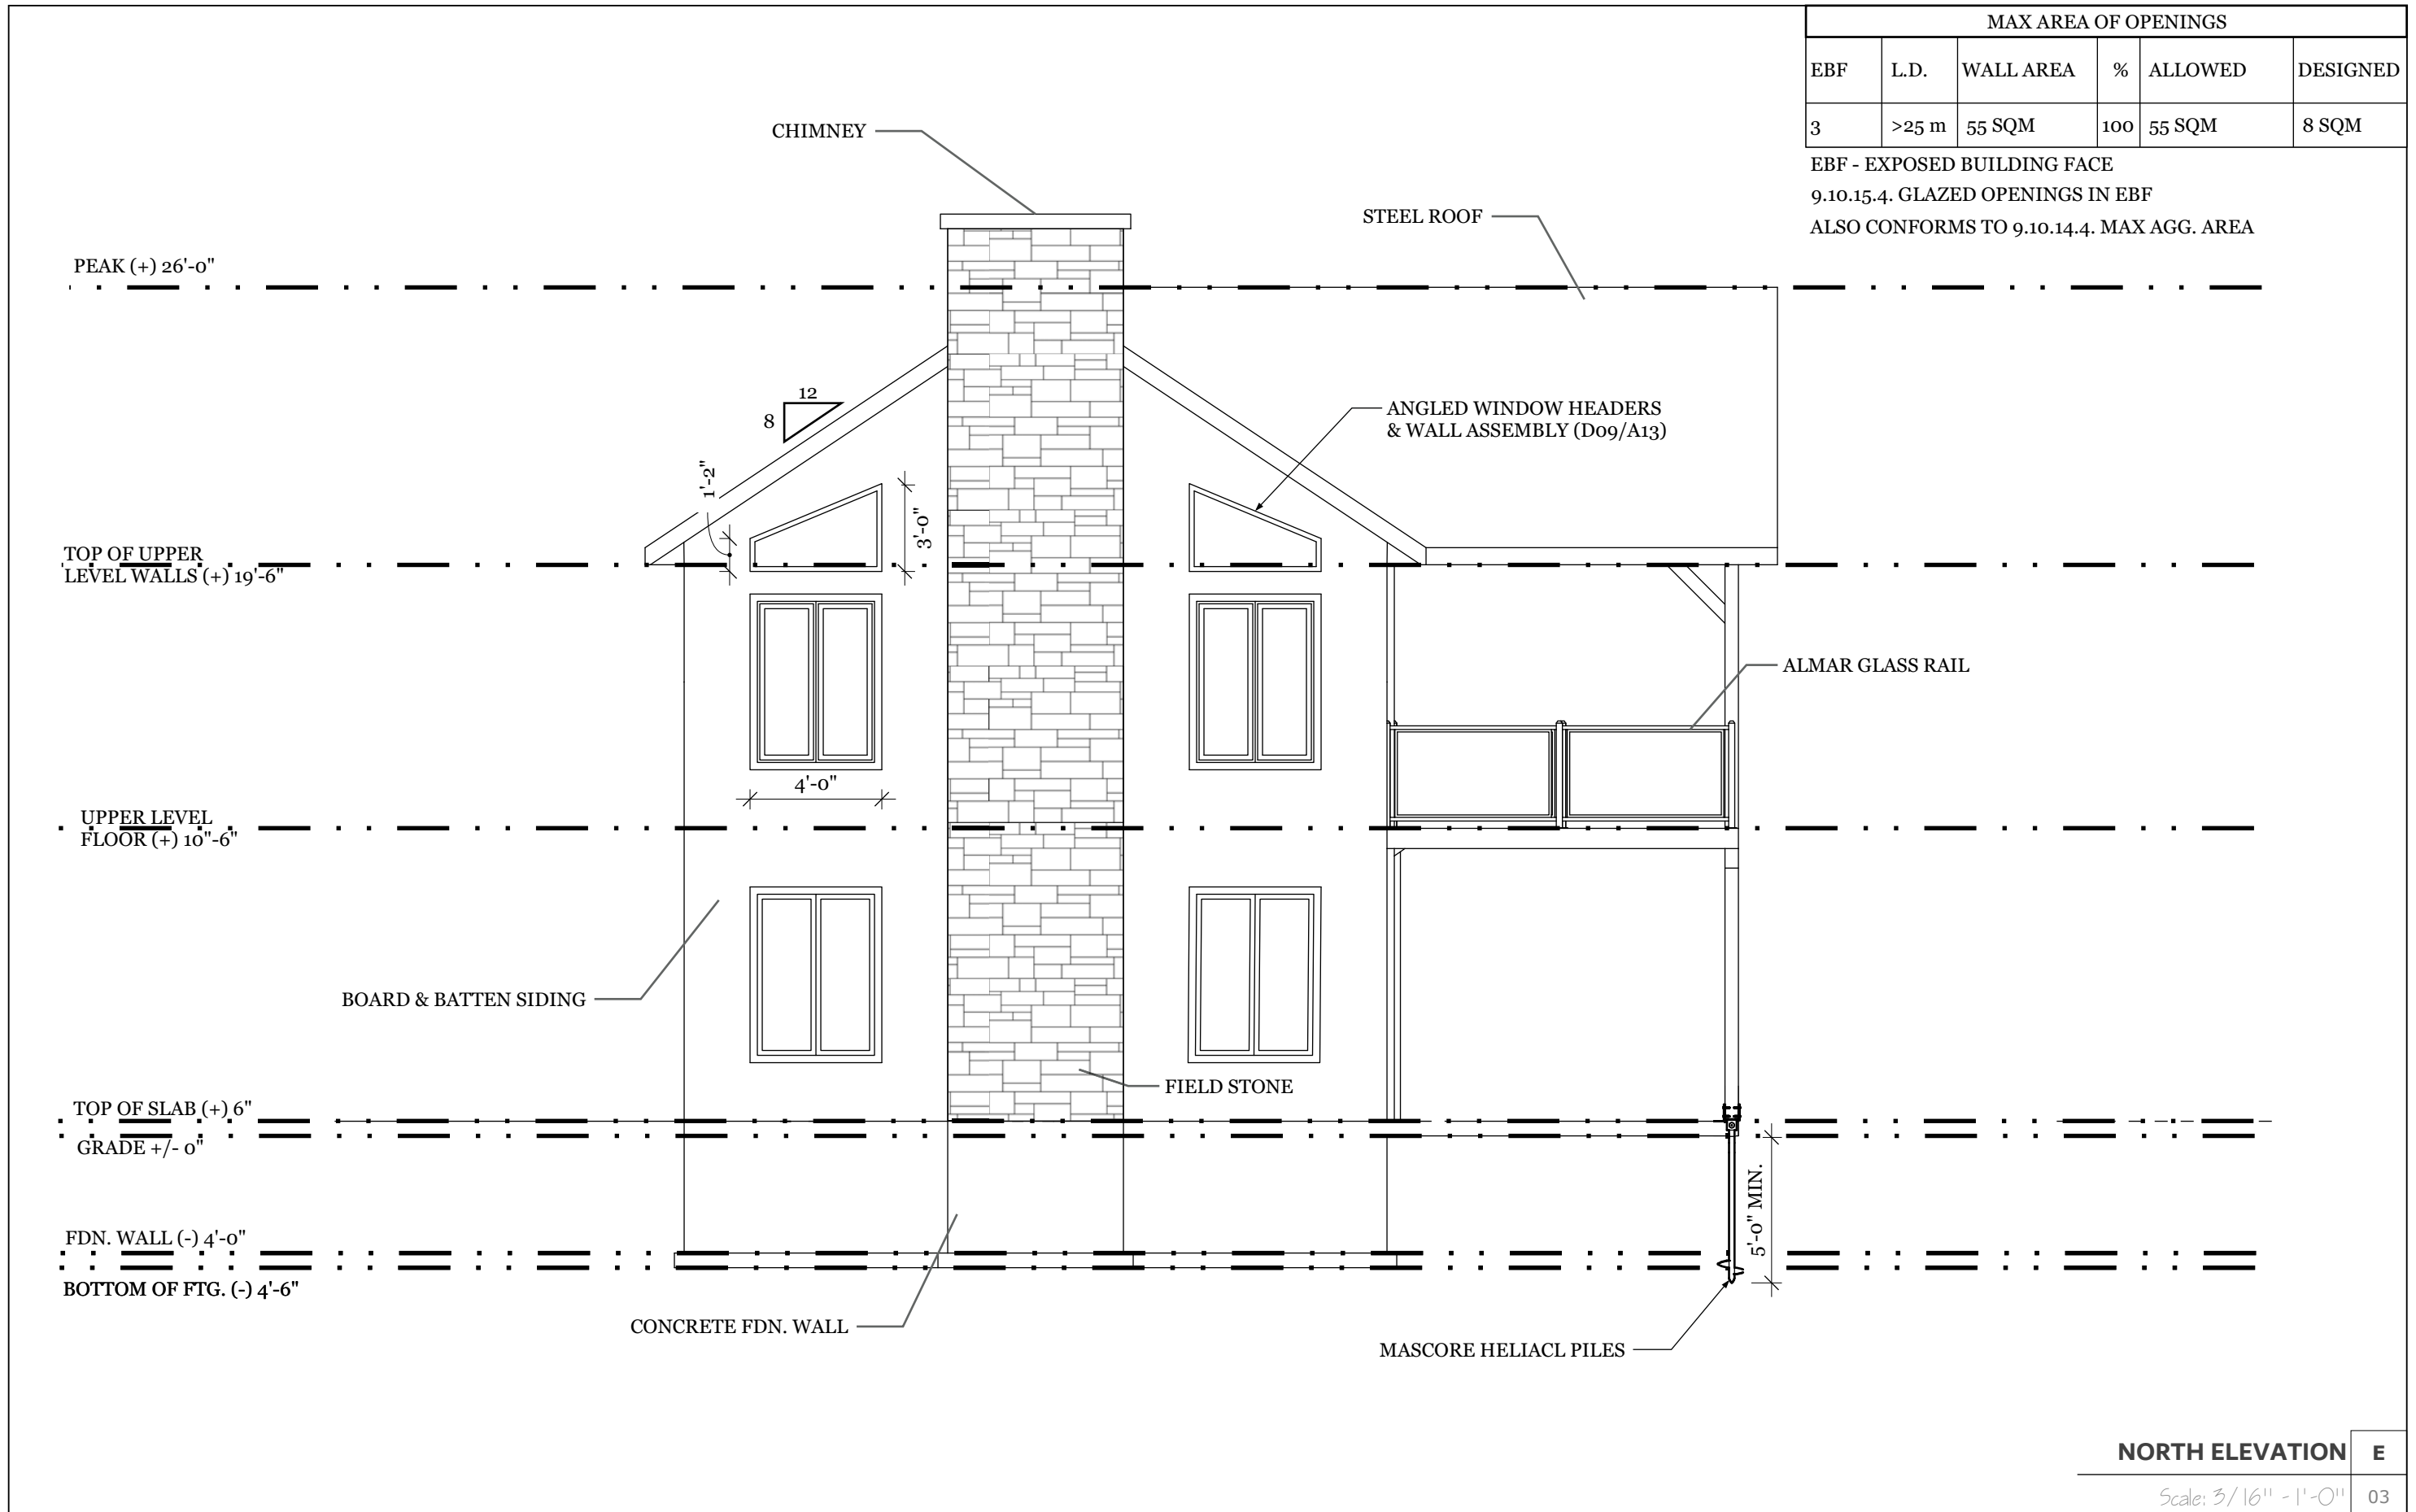 MAX AREA OF OPENINGS
EBF L.D. WALL AREA % ALLOWED DESIGNED
3 >25 m 55 SQM 100 55 SQM 8 SQM
EBF - EXPOSED BUILDING FACE
9.10.15.4. GLAZED OPENINGS IN EBF
ALSO CONFORMS TO 9.10.14.4. MAX AGG. AREA
CHIMNEY
STEEL ROOF
PEAK (+) 26'-0"
12
8
ANGLED WINDOW HEADERS
& WALL ASSEMBLY (D09/A13)
1'-2"
3'-0"
TOP OF UPPER
LEVEL WALLS (+) 19'-6"
ALMAR GLASS RAIL
4'-0"
UPPER LEVEL
FLOOR (+) 10"-6"
BOARD & BATTEN SIDING
FIELD STONE
TOP OF SLAB (+) 6"
GRADE +/- 0"
5'-0" MIN.
FDN. WALL (-) 4'-0"
BOTTOM OF FTG. (-) 4'-6"
CONCRETE FDN. WALL
MASCORE HELIACL PILES
NORTH ELEVATION E
Scale: 3/16" - 1'-0" 03